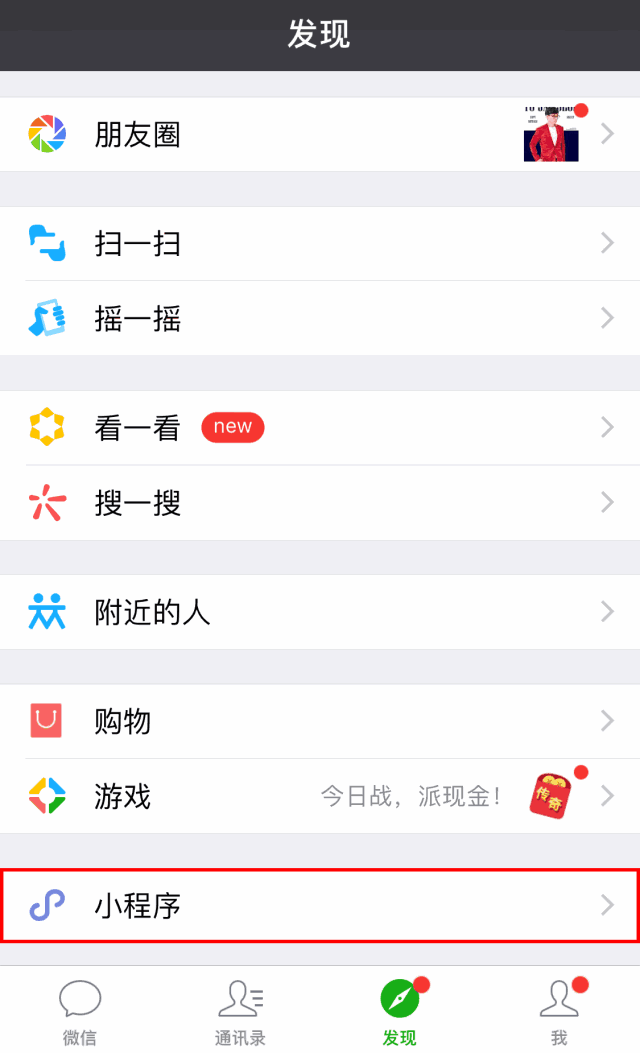 发现
朋友圈
扫一扫
摇一摇
看一看 new
搜一搜
附近的人
购物
游戏 今日战，派现金！ 传奇
小程序
微信 通讯录 发现 我